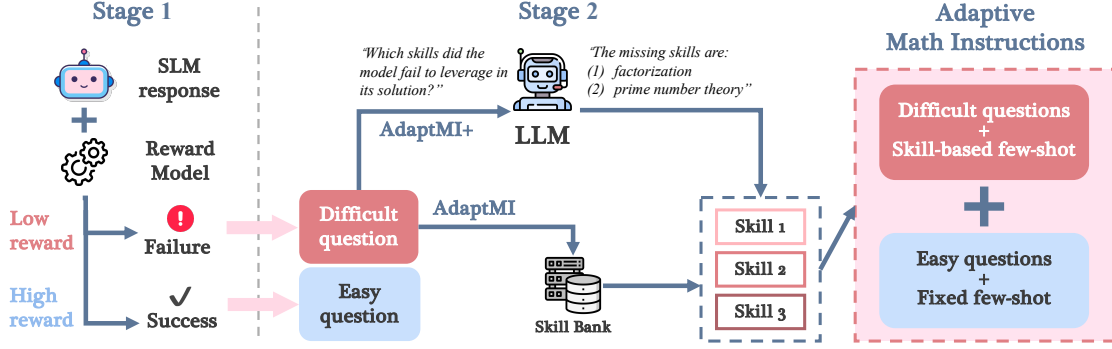 Stage 1
SLM
response
Reward
Model
Low
reward
Failure
High
reward
Success
Stage 2
"Which skills did the
model fail to leverage in
its solution?"
"The missing skills are:
(1) factorization
(2) prime number theory"
AdaptMI+
LLM
Difficult
question
AdaptMI
Easy
question
Skill Bank
Skill 1
Skill 2
Skill 3
Adaptive
Math Instructions
Difficult questions
+
Skill-based few-shot
Easy questions
+
Fixed few-shot